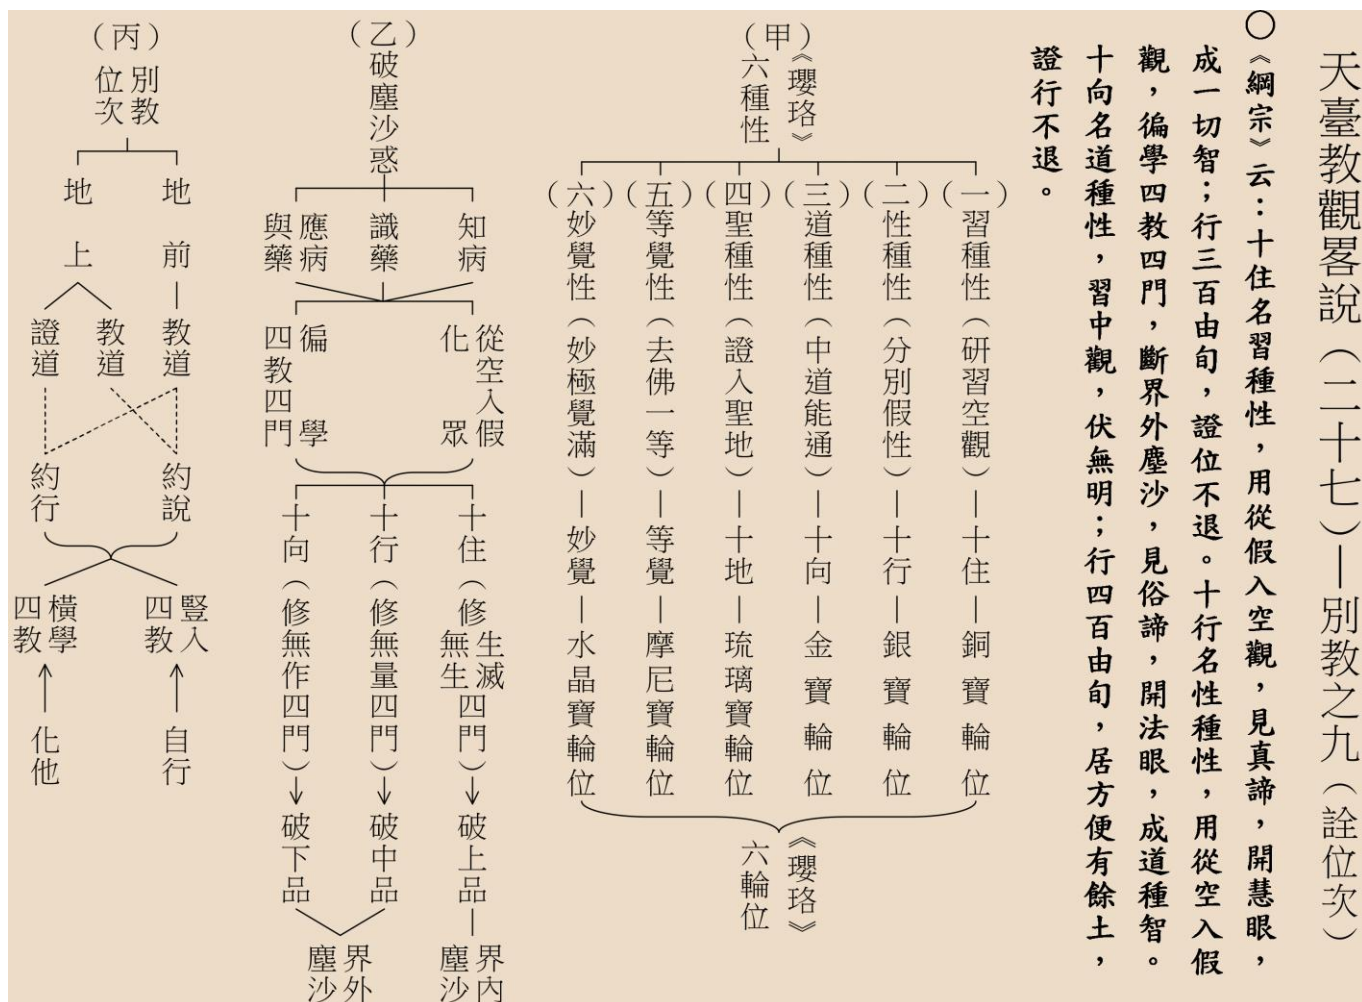 天臺教觀畧說（二十七）—別教之九（詮位次）
○《綱宗》云：十住名習種性，用從假入空觀，見真諦，開慧眼，
成一切智；行三百由旬，證位不退。十行名性種性，用從空入假
觀，徧學四教四門，斷界外塵沙，見俗諦，開法眼，成道種智。
十向名道種性，習中觀，伏無明；行四百由旬，居方便有餘土，
證行不退。
（甲）《瓔珞》六種性
（一）習種性（研習空觀）—十住—銅寶輪位
（二）性種性（分別假性）—十行—銀寶輪位
（三）道種性（中道能通）—十向—金寶輪位
（四）聖種性（證入聖地）—十地—琉璃寶輪位
（五）等覺性（去佛一等）—等覺—摩尼寶輪位
（六）妙覺性（妙極覺滿）—妙覺—水晶寶輪位
《瓔珞》六輪位
（乙）破塵沙惑
知病
識藥
應病與藥
從空入假化眾
徧學四教四門
十住（修生滅無生四門）→破上品—界內塵沙
十行（修無量四門）→破中品
十向（修無作四門）→破下品
界外塵沙
（丙）別教位次
地前—教道
地上
教道
證道
約說
約行
豎入四教←自行
橫學四教←化他